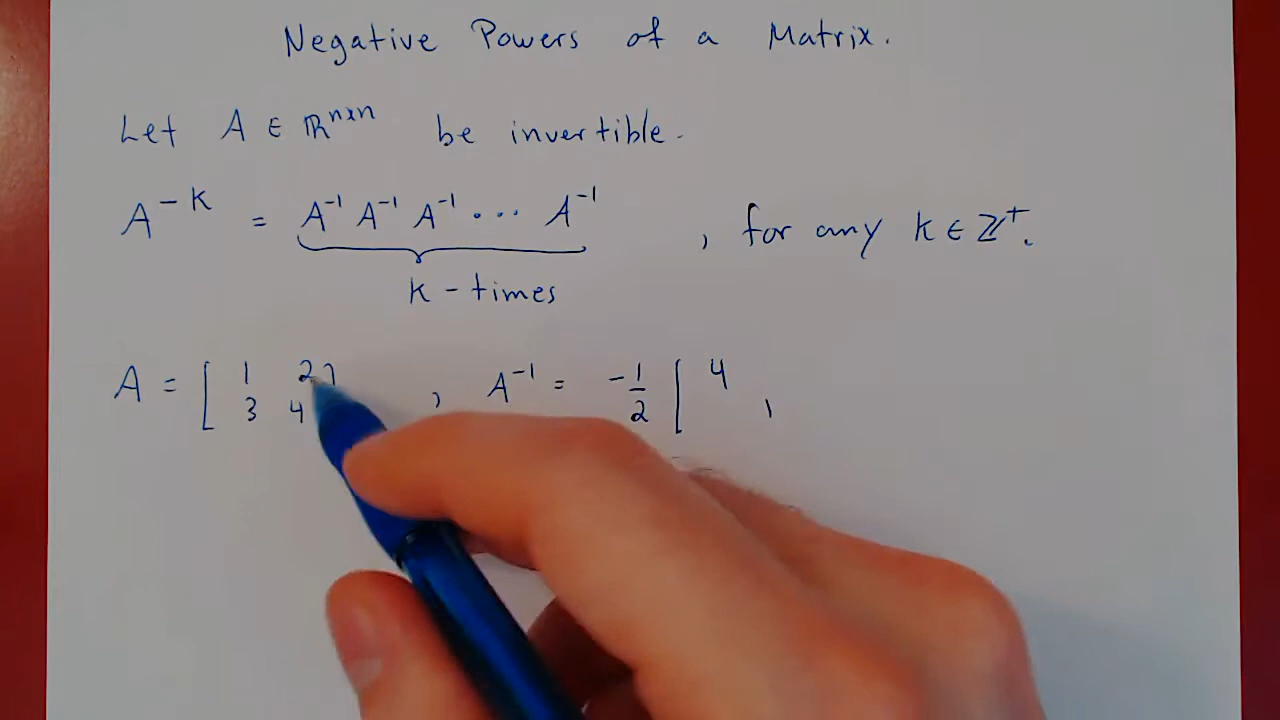 Negative Powers of a Matrix.
Let A ∈ ℝⁿˣⁿ be invertible.
A⁻ᴷ = A⁻¹ A⁻¹ A⁻¹ ... A⁻¹ , for any k ∈ ℤ⁺.
K - times
A = [ 1 2 ] , A⁻¹ = -1/2 [ 4
3 4 1